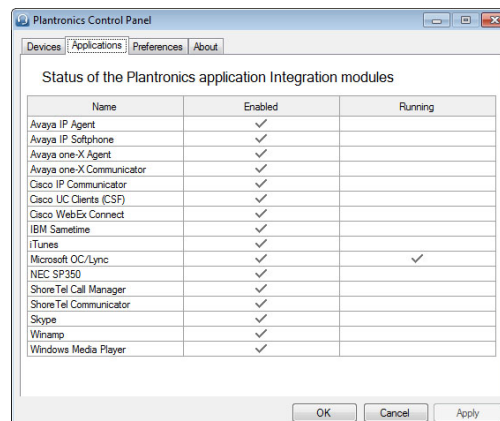 Plantronics Control Panel
Devices Applications Preferences About
Status of the Plantronics application Integration modules
Name Enabled Running
Avaya IP Agent
Avaya IP Softphone
Avaya one-X Agent
Avaya one-X Communicator
Cisco IP Communicator
Cisco UC Clients (CSF)
Cisco WebEx Connect
IBM Sametime
iTunes
Microsoft OC/Lync
NEC SP350
ShoreTel Call Manager
ShoreTel Communicator
Skype
Winamp
Windows Media Player
OK Cancel Apply